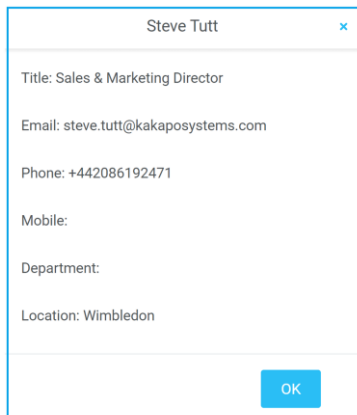 Steve Tutt ×
Title: Sales & Marketing Director
Email: steve.tutt@kakaposystems.com
Phone: +442086192471
Mobile:
Department:
Location: Wimbledon
OK